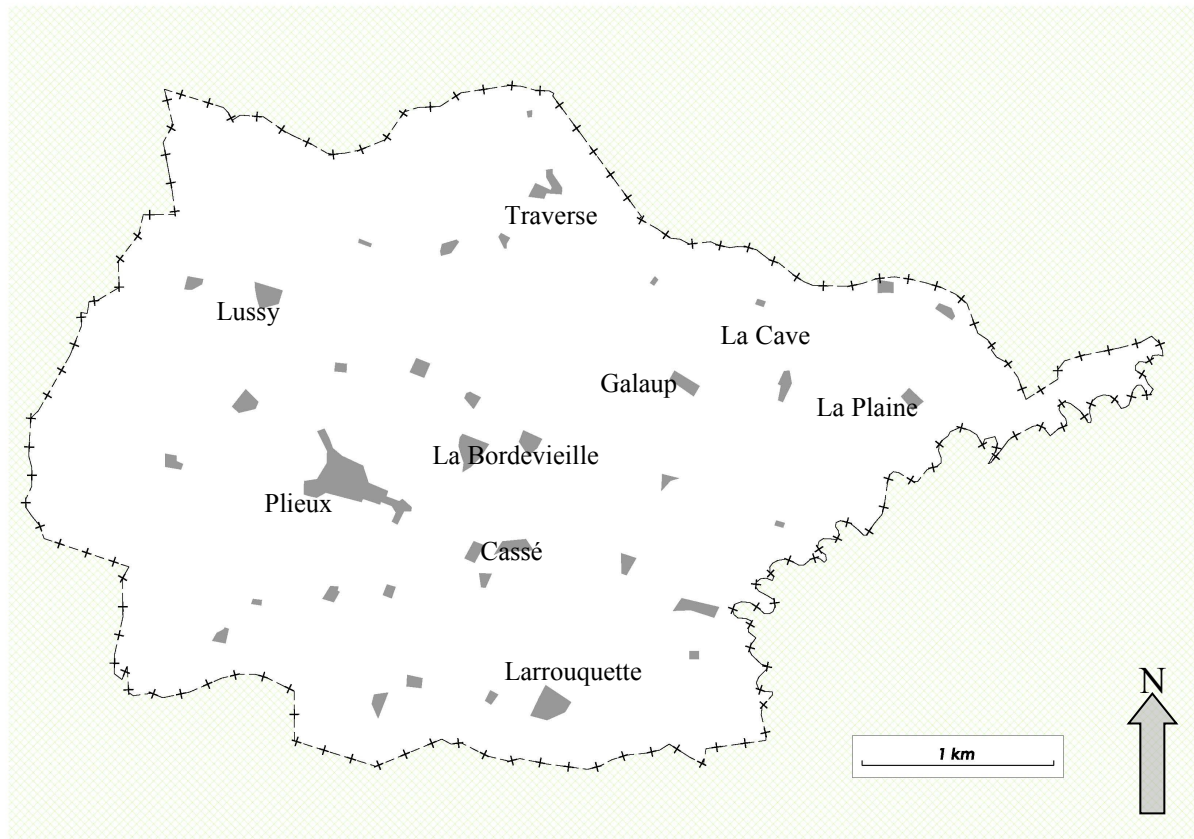 Traverse
Lussy
La Cave
Galaup
La Plaine
La Bordevieille
Plieux
Cassé
Larrouquette
N
1 km